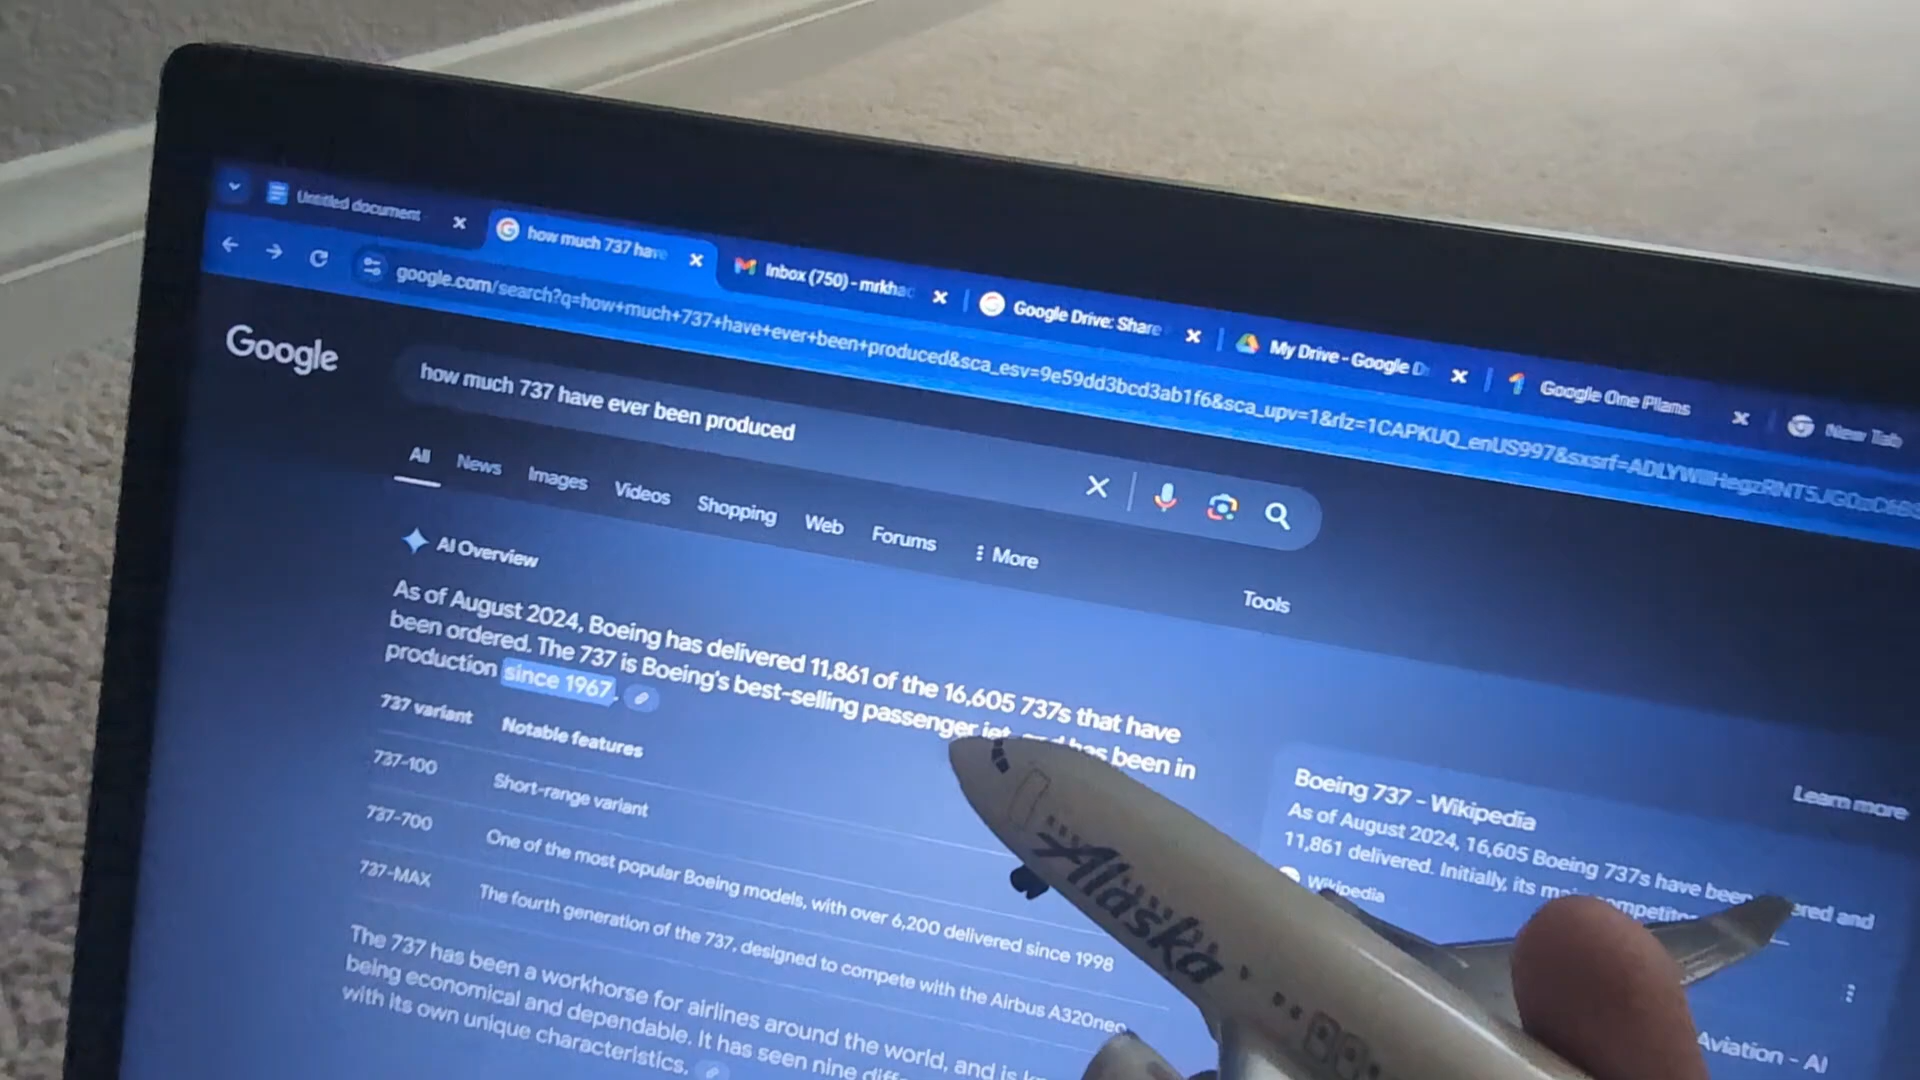 Untitled document
how much 737 have
Inbox (750) - mrkhac
Google Drive: Share
My Drive - Google D
Google One Plans
New Tab
google.com/search?q=how+much+737+have+ever+been+produced&sca_esv=9e59dd3bcd3ab1f6&sca_upv=1&rlz=1CAPKUQ_enUS997&sxsrf=
Google
how much 737 have ever been produced
All News Images Videos Shopping Web Forums More
Tools
AI Overview
As of August 2024, Boeing has delivered 11,861 of the 16,605 737s that have
been ordered. The 737 is Boeing's best-selling passenger jet, and has been in
production since 1967.
737 variant Notable features
737-100 Short-range variant
737-700 One of the most popular Boeing models, with over 6,200 delivered since 1998
737-MAX The fourth generation of the 737, designed to compete with the Airbus A320neo
The 737 has been a workhorse for airlines around the world, and is
being economical and dependable. It has seen nine
with its own unique characteristics.
Learn more
Boeing 737 - Wikipedia
As of August 2024, 16,605 Boeing 737s have been
11,861 delivered. Initially, its
Wikipedia
Aviation - AI
Alaska